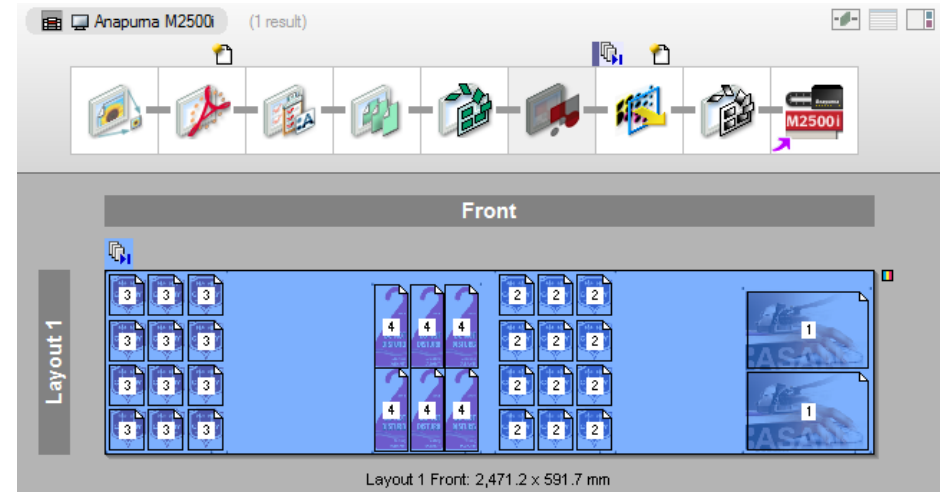 Anapurna M2500i (1 result)
Anapurna
M2500i
Front
Layout 1
3 3 3 2 2 2
4 4 4 1
3 3 3 2 2 2
3 3 3 2 2 2
4 4 4 1
3 3 3 2 2 2
Layout 1 Front: 2,471.2 x 591.7 mm